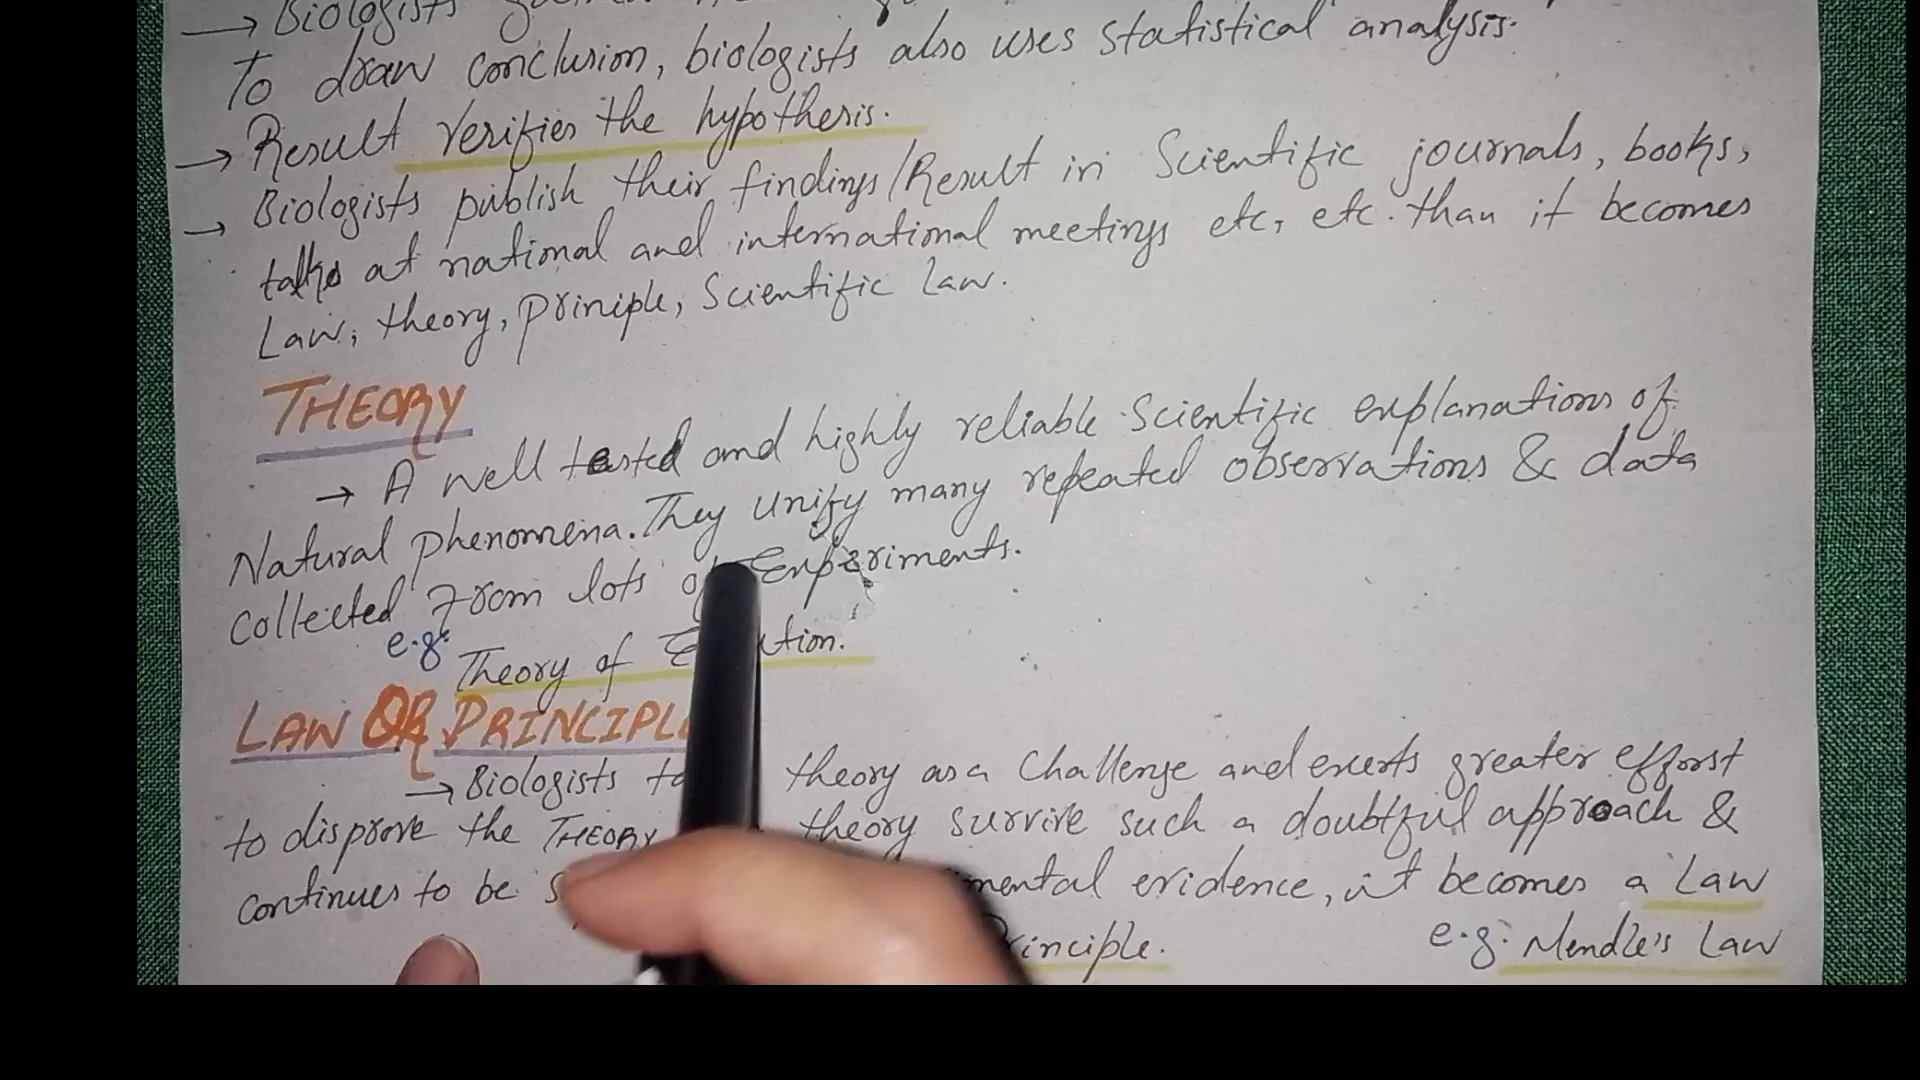 → Biologists
To draw conclusion, biologists also uses statistical analysis.
→ Result verifies the hypothesis.
→ Biologists publish their findings/Result in Scientific journals, books,
talks at national and international meetings etc, etc. than it becomes
Law, theory, priniple, Scientific Law.
THEORY
→ A well tested and highly reliable Scientific explanations of
Natural phenomena. They unify many repeated observations & data
collected From lots of Experiments.
e.g. Theory of
LAW OR PRINCIPLE
→ Biologists theory as a Challenge and exerts greater effort
to disprove the THEORY theory survive such a doubtful approach &
continues to be evidence, it becomes a Law
e.g. Mendle's Law